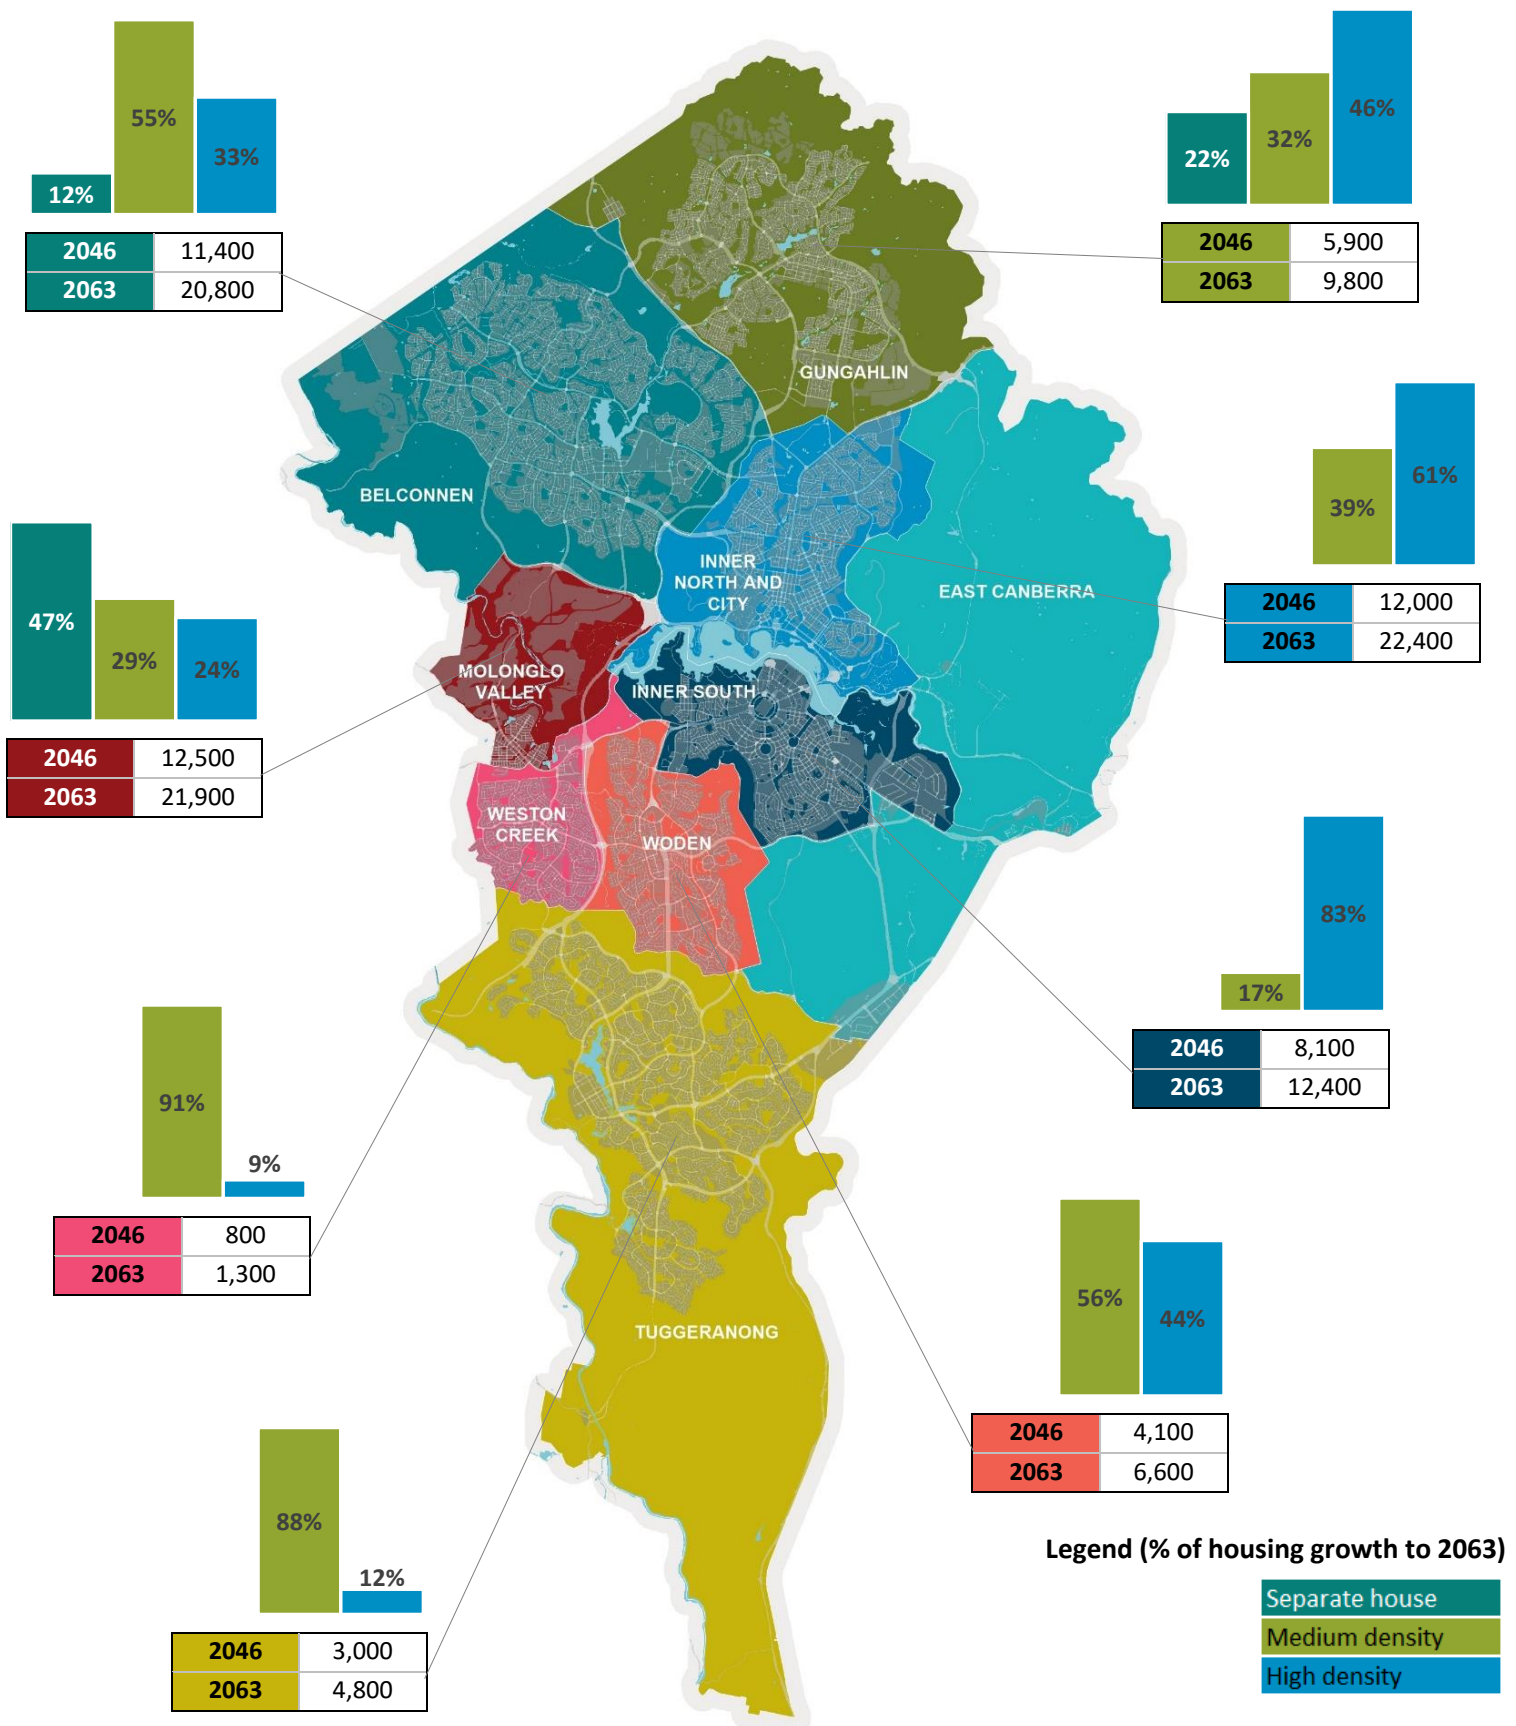 55%
33%
12%
2046 11,400
2063 20,800
46%
32%
22%
2046 5,900
2063 9,800
GUNGAHLIN
BELCONNEN
61%
39%
2046 12,000
2063 22,400
INNER
NORTH AND
CITY
EAST CANBERRA
47%
29%
24%
2046 12,500
2063 21,900
MOLONGLO
VALLEY
INNER SOUTH
WESTON
CREEK
WODEN
83%
17%
2046 8,100
2063 12,400
91%
9%
2046 800
2063 1,300
56%
44%
2046 4,100
2063 6,600
TUGGERANONG
88%
12%
2046 3,000
2063 4,800
Legend (% of housing growth to 2063)
Separate house
Medium density
High density